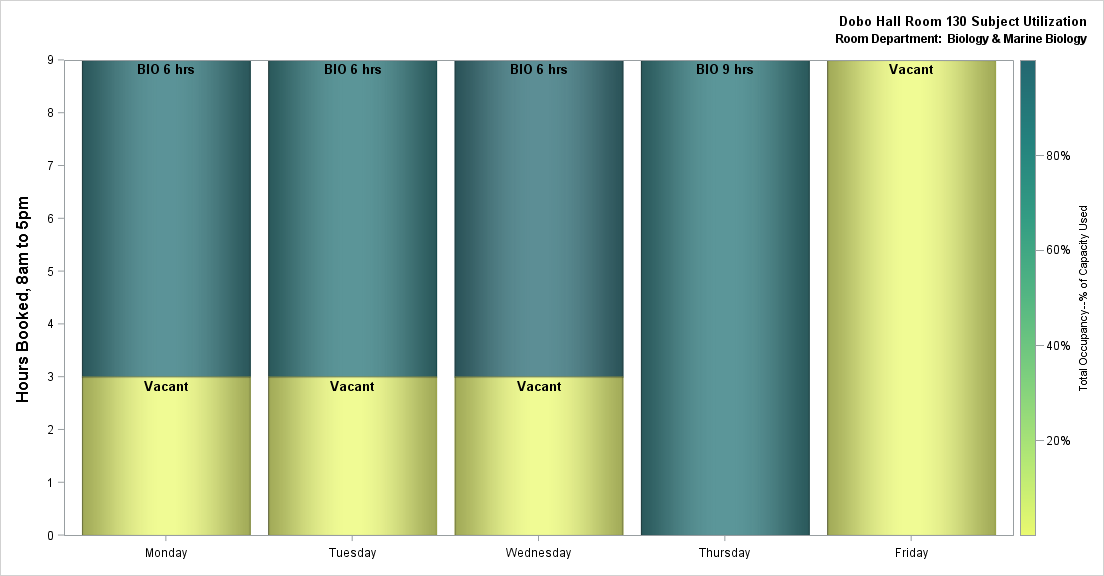 Dobo Hall Room 130 Subject Utilization
Room Department: Biology & Marine Biology
Hours Booked, 8am to 5pm
9
8
7
6
5
4
3
2
1
0
BIO 6 hrs
BIO 6 hrs
BIO 6 hrs
BIO 9 hrs
Vacant
Vacant
Vacant
Vacant
Monday
Tuesday
Wednesday
Thursday
Friday
80%
60%
40%
20%
Total Occupancy--% of Capacity Used